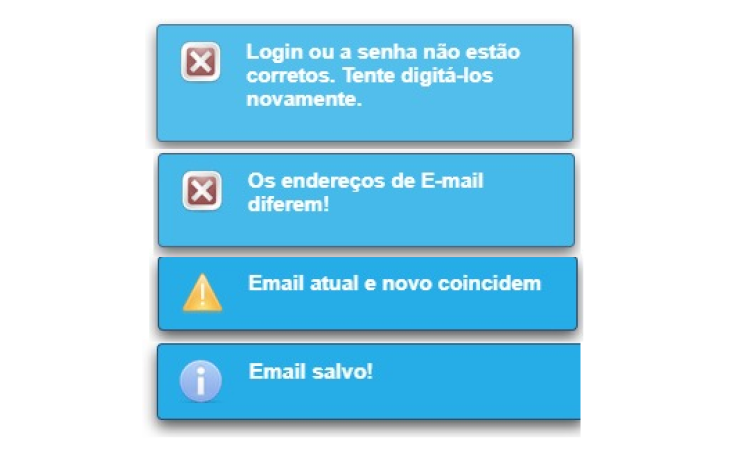 Login ou a senha não estão
corretos. Tente digitá-los
novamente.
Os endereços de E-mail
diferem!
Email atual e novo coincidem
Email salvo!